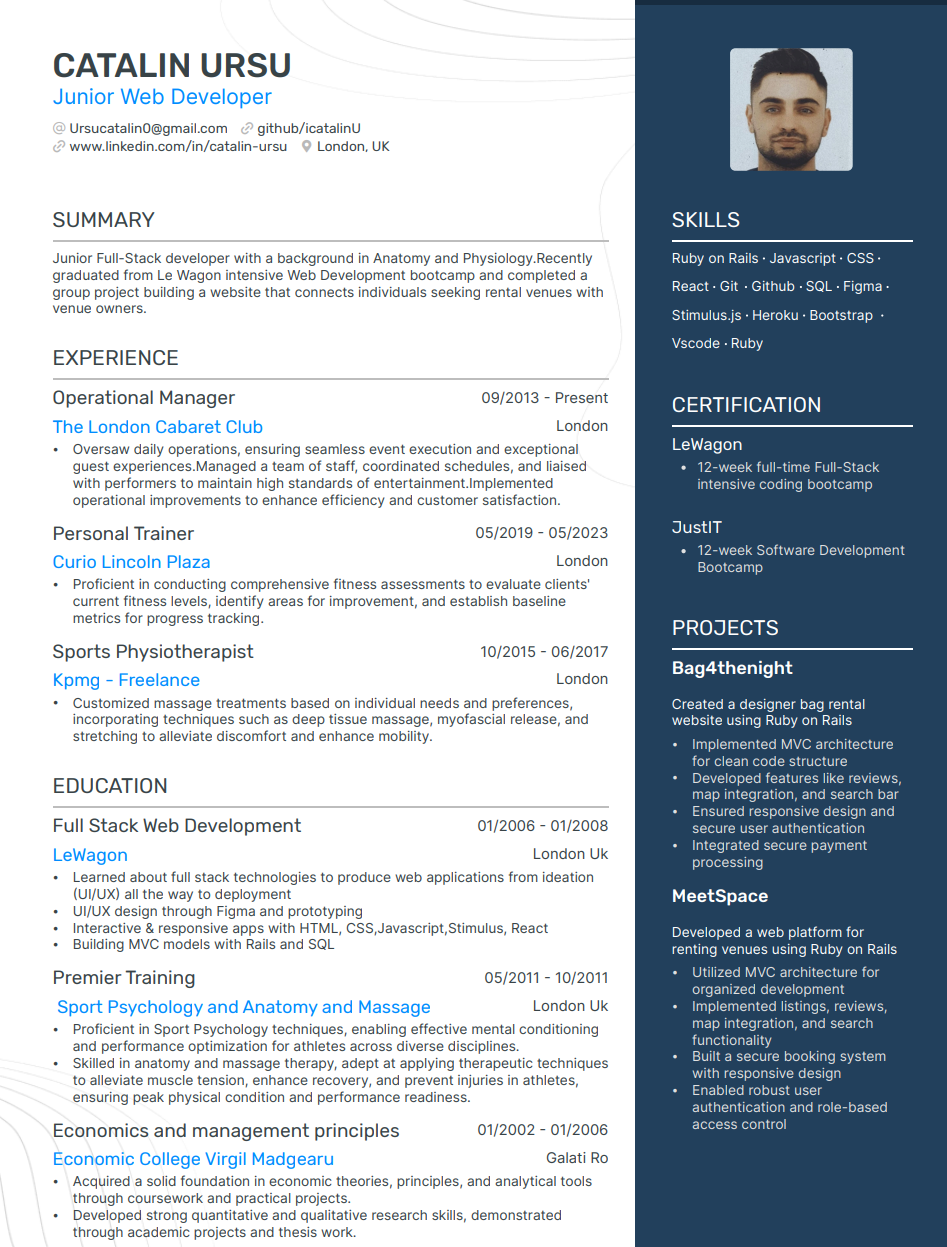 CATALIN URSU
Junior Web Developer
Ursucatalin0@gmail.com github/icatalinU
www.linkedin.com/in/catalin-ursu London, UK
SUMMARY
Junior Full-Stack developer with a background in Anatomy and Physiology.Recently
graduated from Le Wagon intensive Web Development bootcamp and completed a
group project building a website that connects individuals seeking rental venues with
venue owners.
EXPERIENCE
Operational Manager 09/2013 - Present
The London Cabaret Club London
• Oversaw daily operations, ensuring seamless event execution and exceptional
guest experiences.Managed a team of staff, coordinated schedules, and liaised
with performers to maintain high standards of entertainment.Implemented
operational improvements to enhance efficiency and customer satisfaction.
Personal Trainer 05/2019 - 05/2023
Curio Lincoln Plaza London
• Proficient in conducting comprehensive fitness assessments to evaluate clients'
current fitness levels, identify areas for improvement, and establish baseline
metrics for progress tracking.
Sports Physiotherapist 10/2015 - 06/2017
Kpmg - Freelance London
• Customized massage treatments based on individual needs and preferences,
incorporating techniques such as deep tissue massage, myofascial release, and
stretching to alleviate discomfort and enhance mobility.
EDUCATION
Full Stack Web Development 01/2006 - 01/2008
LeWagon London Uk
• Learned about full stack technologies to produce web applications from ideation
(UI/UX) all the way to deployment
• UI/UX design through Figma and prototyping
• Interactive & responsive apps with HTML, CSS,Javascript,Stimulus, React
• Building MVC models with Rails and SQL
Premier Training 05/2011 - 10/2011
Sport Psychology and Anatomy and Massage London Uk
• Proficient in Sport Psychology techniques, enabling effective mental conditioning
and performance optimization for athletes across diverse disciplines.
• Skilled in anatomy and massage therapy, adept at applying therapeutic techniques
to alleviate muscle tension, enhance recovery, and prevent injuries in athletes,
ensuring peak physical condition and performance readiness.
Economics and management principles 01/2002 - 01/2006
Economic College Virgil Madgearu Galati Ro
• Acquired a solid foundation in economic theories, principles, and analytical tools
through coursework and practical projects.
• Developed strong quantitative and qualitative research skills, demonstrated
through academic projects and thesis work.
SKILLS
Ruby on Rails · Javascript · CSS ·
React · Git · Github · SQL · Figma ·
Stimulus.js · Heroku · Bootstrap ·
Vscode · Ruby
CERTIFICATION
LeWagon
• 12-week full-time Full-Stack
intensive coding bootcamp
JustIT
• 12-week Software Development
Bootcamp
PROJECTS
Bag4thenight
Created a designer bag rental
website using Ruby on Rails
• Implemented MVC architecture
for clean code structure
• Developed features like reviews,
map integration, and search bar
• Ensured responsive design and
secure user authentication
• Integrated secure payment
processing
MeetSpace
Developed a web platform for
renting venues using Ruby on Rails
• Utilized MVC architecture for
organized development
• Implemented listings, reviews,
map integration, and search
functionality
• Built a secure booking system
with responsive design
• Enabled robust user
authentication and role-based
access control